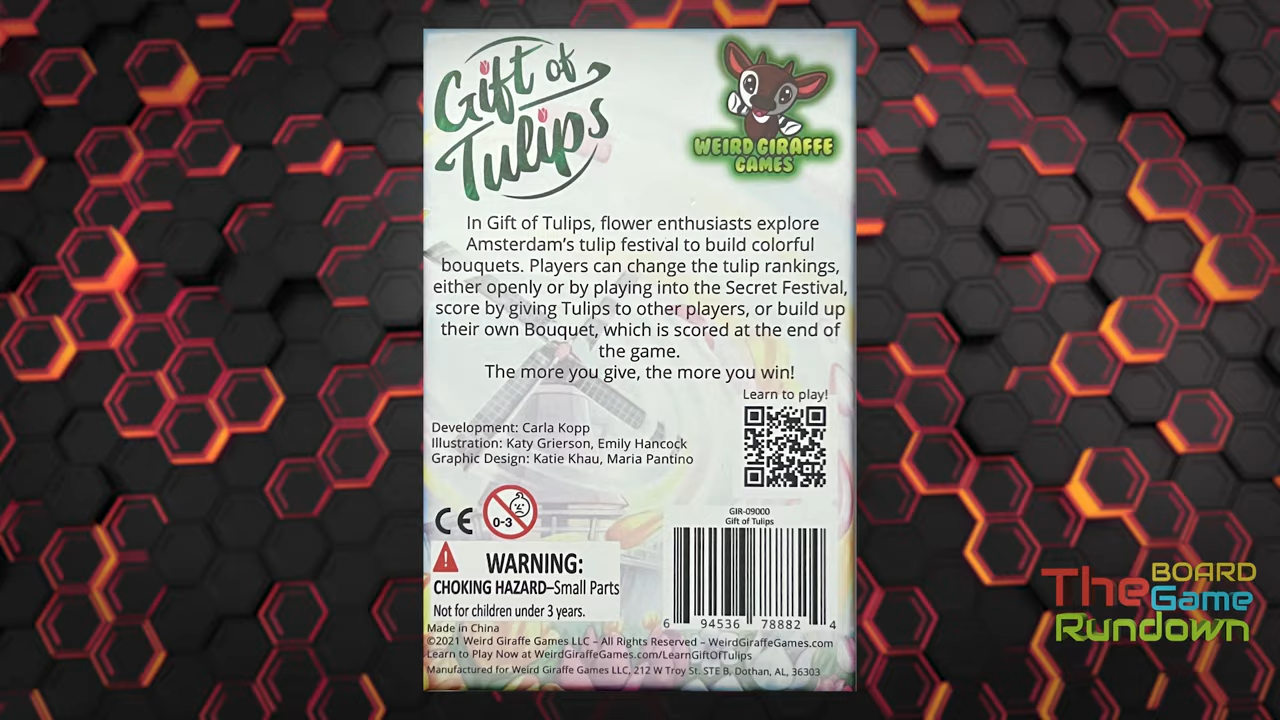 Gift of
Tulips
WEIRD GIRAFFE
GAMES
In Gift of Tulips, flower enthusiasts explore
Amsterdam's tulip festival to build colorful
bouquets. Players can change the tulip rankings,
either openly or by playing into the Secret Festival,
score by giving Tulips to other players, or build up
their own Bouquet, which is scored at the end of
the game.
The more you give, the more you win!
Learn to play!
Development: Carla Kopp
Illustration: Katy Grierson, Emily Hancock
Graphic Design: Katie Khau, Maria Pantino
CE
0-3
GIR-09000
Gift of Tulips
WARNING:
CHOKING HAZARD–Small Parts
Not for children under 3 years.
6 94536 78882 4
Made in China
©2021 Weird Giraffe Games LLC – All Rights Reserved – WeirdGiraffeGames.com
Learn to Play Now at WeirdGiraffeGames.com/LearnGiftOfTulips
Manufactured for Weird Giraffe Games LLC, 212 W Troy St. STE B, Dothan, AL, 36303
The BOARD
Game
Rundown